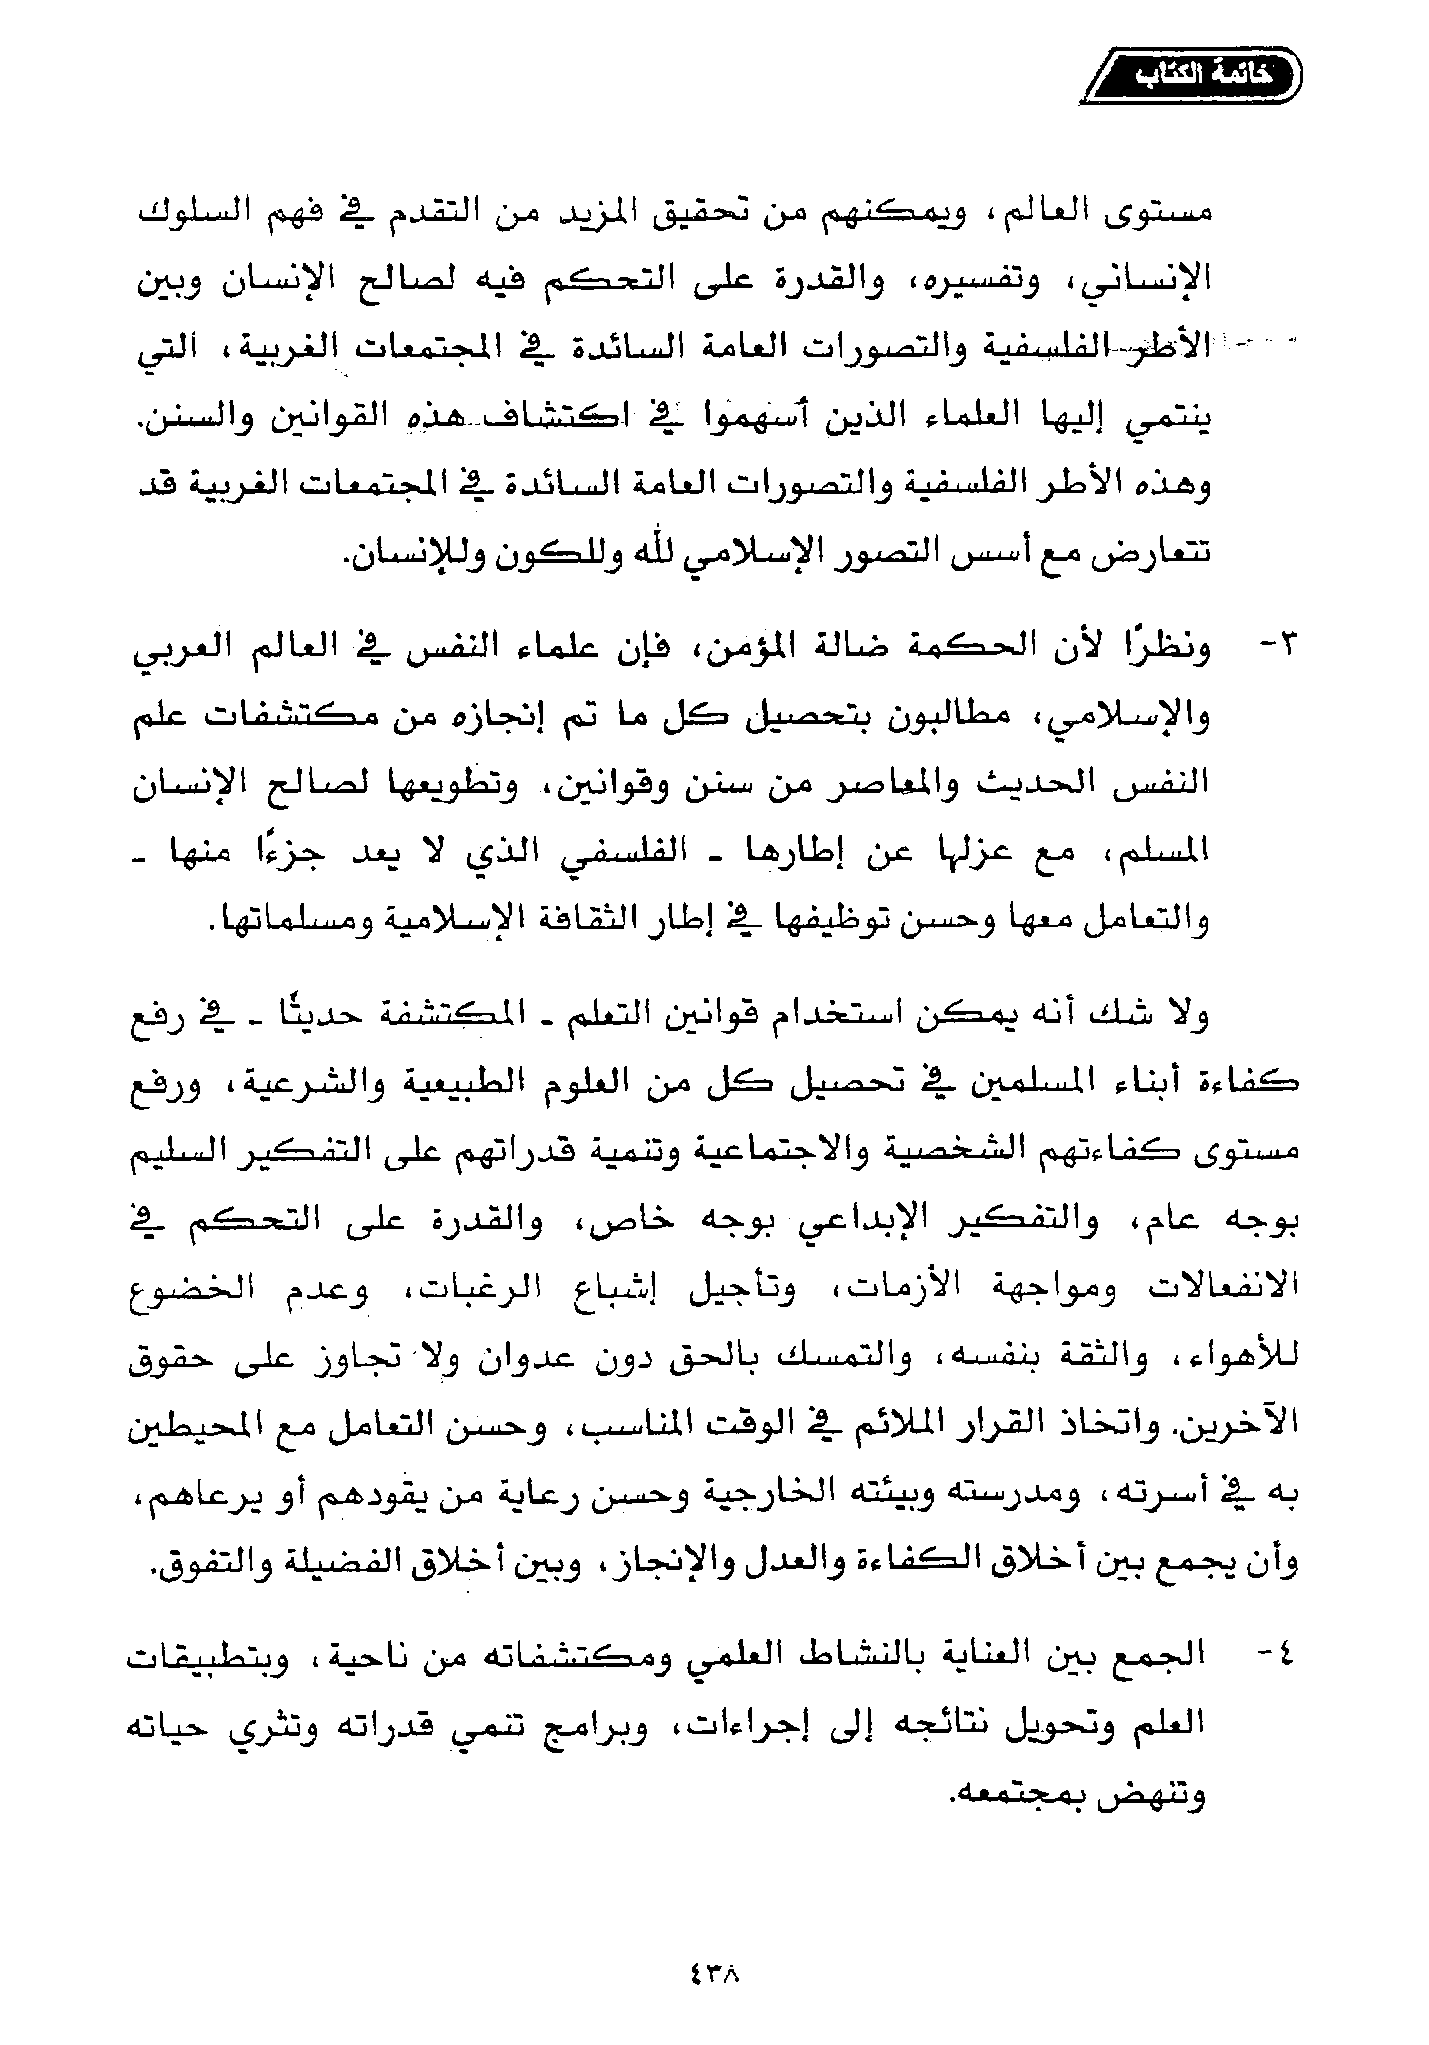 خاتمة الكتاب
مستوى العالم، ويمكنهم من تحقيق المزيد من التقدم في فهم السلوك
الإنساني، وتفسيره، والقدرة على التحكم فيه لصالح الإنسان وبين
الأطر الفلسفية والتصورات العامة السائدة في المجتمعات الغربية، التي
ينتمي إليها العلماء الذين أسهموا في اكتشاف هذه القوانين والسنن.
وهذه الأطر الفلسفية والتصورات العامة السائدة في المجتمعات الغربية قد
تتعارض مع أسس التصور الإسلامي لله وللكون وللإنسان.
٣- ونظرًا لأن الحكمة ضالة المؤمن، فإن علماء النفس في العالم العربي
والإسلامي، مطالبون بتحصيل كل ما تم إنجازه من مكتشفات علم
النفس الحديث والمعاصر من سنن وقوانين، وتطويعها لصالح الإنسان
المسلم، مع عزلها عن إطارها - الفلسفي الذي لا يعد جزءًا منها -
والتعامل معها وحسن توظيفها في إطار الثقافة الإسلامية ومسلماتها.
ولا شك أنه يمكن استخدام قوانين التعلم - المكتشفة حديثًا - في رفع
كفاءة أبناء المسلمين في تحصيل كل من العلوم الطبيعية والشرعية، ورفع
مستوى كفاءتهم الشخصية والاجتماعية وتنمية قدراتهم على التفكير السليم
بوجه عام، والتفكير الإبداعي بوجه خاص، والقدرة على التحكم في
الانفعالات ومواجهة الأزمات، وتأجيل إشباع الرغبات، وعدم الخضوع
للأهواء، والثقة بنفسه، والتمسك بالحق دون عدوان ولا تجاوز على حقوق
الآخرين. واتخاذ القرار الملائم في الوقت المناسب، وحسن التعامل مع المحيطين
به في أسرته، ومدرسته وبيئته الخارجية وحسن رعاية من يقودهم أو يرعاهم،
وأن يجمع بين أخلاق الكفاءة والعدل والإنجاز، وبين أخلاق الفضيلة والتفوق.
٤- الجمع بين العناية بالنشاط العلمي ومكتشفاته من ناحية، وبتطبيقات
العلم وتحويل نتائجه إلى إجراءات، وبرامج تنمي قدراته وتثري حياته
وتنهض بمجتمعه.
٤٣٨